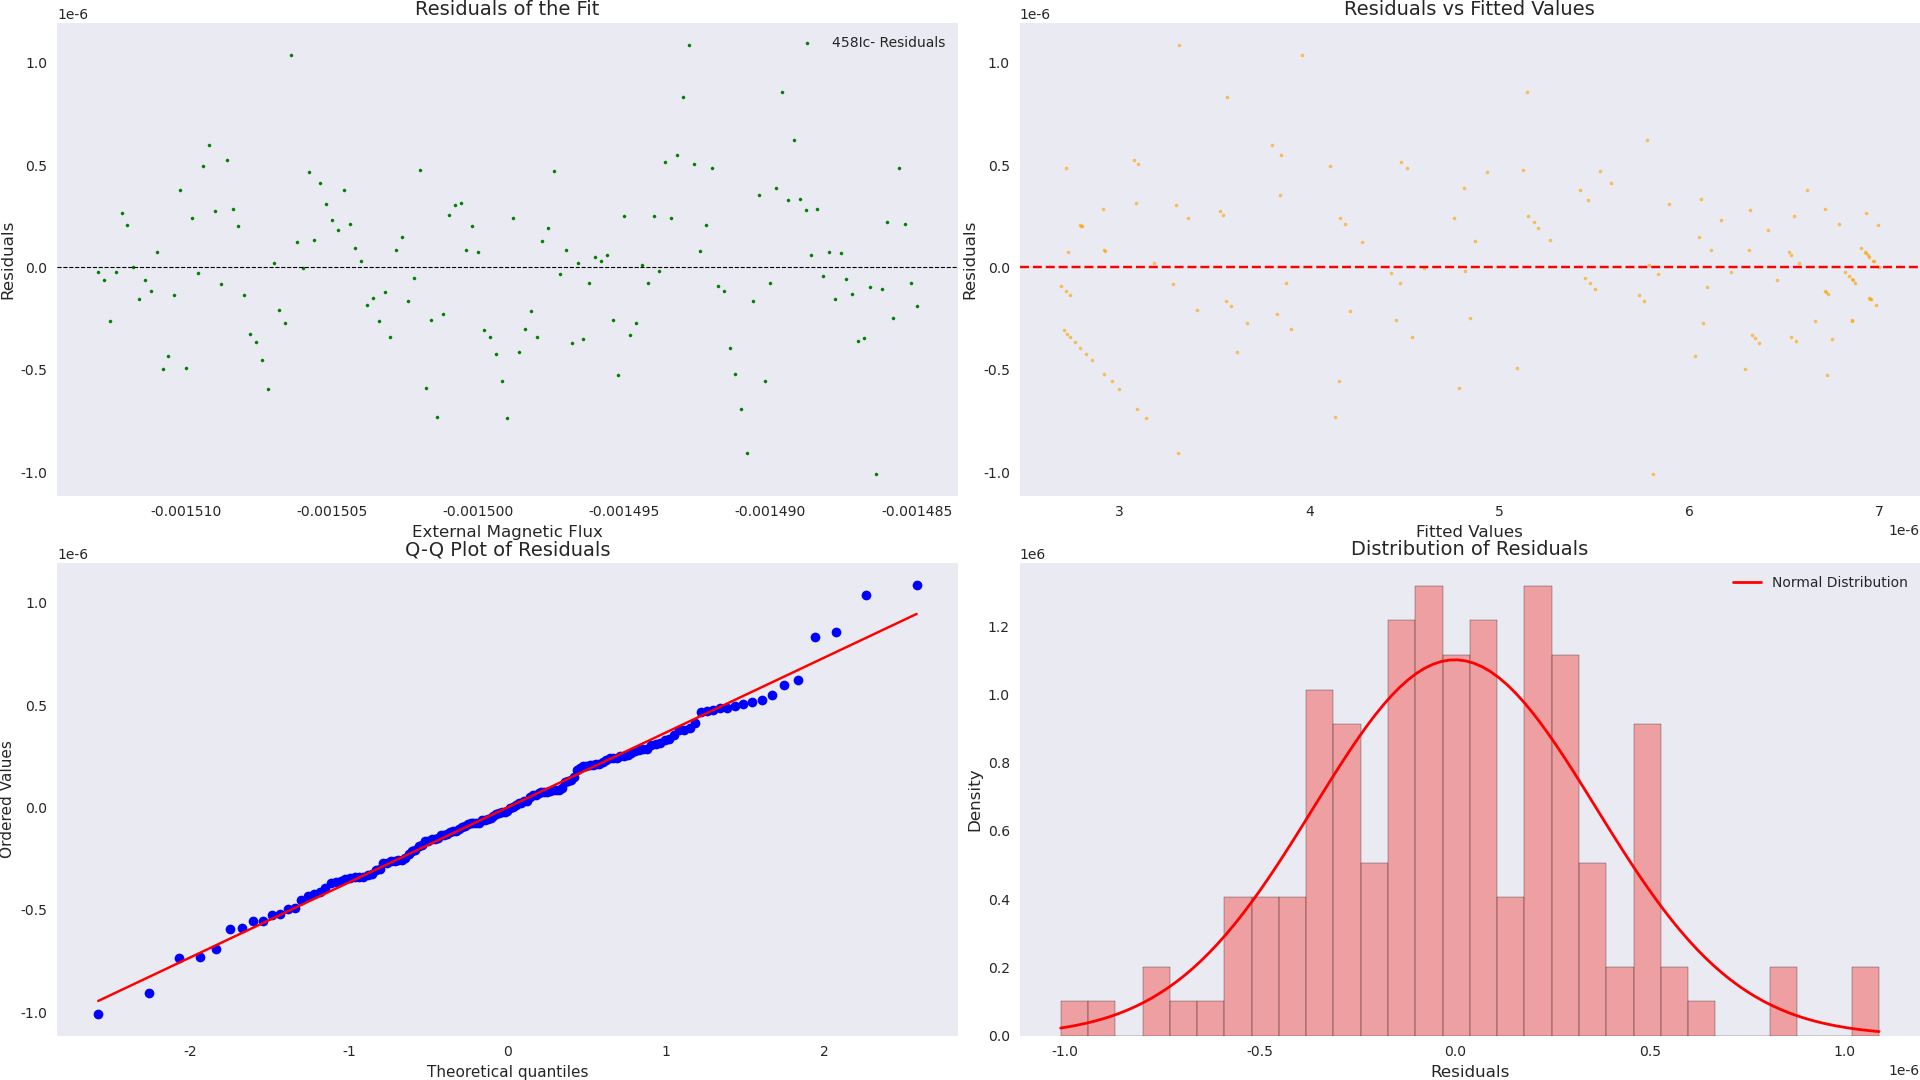 Residuals of the Fit
1e-6
458Ic- Residuals
1.0
0.5
0.0
-0.5
-1.0
Residuals
-0.001510
-0.001505
-0.001500
-0.001495
-0.001490
-0.001485
External Magnetic Flux
Residuals vs Fitted Values
1e-6
1.0
0.5
0.0
-0.5
-1.0
Residuals
3
4
5
6
7
1e-6
Fitted Values
Q-Q Plot of Residuals
1e-6
1.0
0.5
0.0
-0.5
-1.0
Ordered Values
-2
-1
0
1
2
Theoretical quantiles
Distribution of Residuals
1e6
Normal Distribution
1.2
1.0
0.8
0.6
0.4
0.2
0.0
Density
-1.0
-0.5
0.0
0.5
1.0
1e-6
Residuals